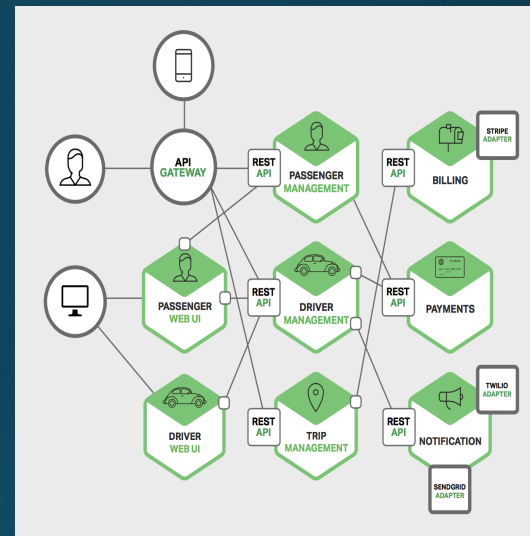 API
GATEWAY
REST
API
PASSENGER
MANAGEMENT
REST
API
BILLING
STRIPE
ADAPTER
PASSENGER
WEB UI
REST
API
DRIVER
MANAGEMENT
REST
API
PAYMENTS
DRIVER
WEB UI
REST
API
TRIP
MANAGEMENT
REST
API
NOTIFICATION
TWILIO
ADAPTER
SENDGRID
ADAPTER